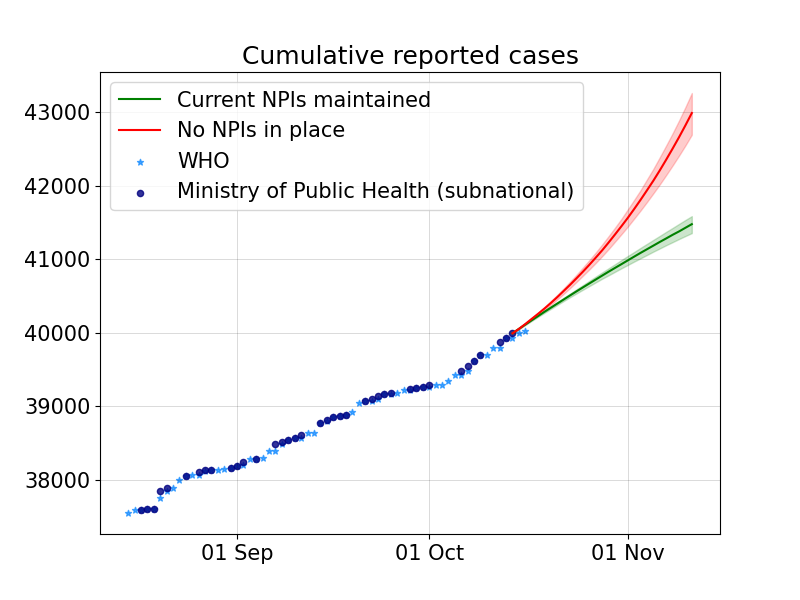 Cumulative reported cases
Current NPIs maintained
No NPIs in place
WHO
Ministry of Public Health (subnational)
43000
42000
41000
40000
39000
38000
01 Sep
01 Oct
01 Nov